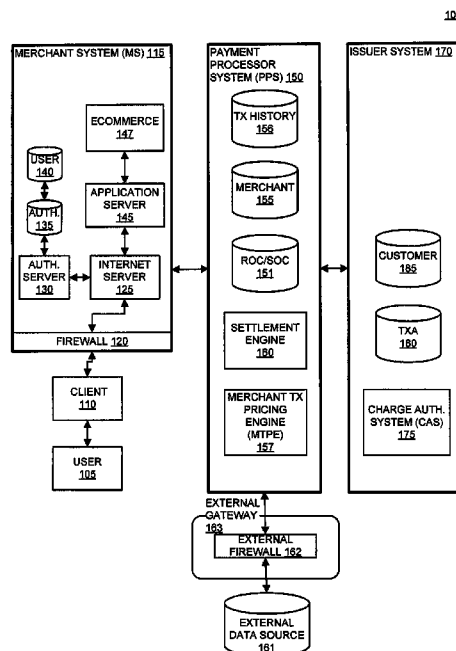 10
MERCHANT SYSTEM (MS) 115
ECOMMERCE
147
USER
140
APPLICATION
SERVER
145
AUTH.
135
AUTH.
SERVER
130
INTERNET
SERVER
125
FIREWALL 120
CLIENT
110
USER
105
PAYMENT
PROCESSOR
SYSTEM (PPS) 150
TX HISTORY
156
MERCHANT
155
ROC/SOC
151
SETTLEMENT
ENGINE
160
MERCHANT TX
PRICING
ENGINE
(MTPE)
157
EXTERNAL
GATEWAY
163
EXTERNAL
FIREWALL 162
EXTERNAL
DATA SOURCE
161
ISSUER SYSTEM 170
CUSTOMER
185
TXA
180
CHARGE AUTH.
SYSTEM (CAS)
175